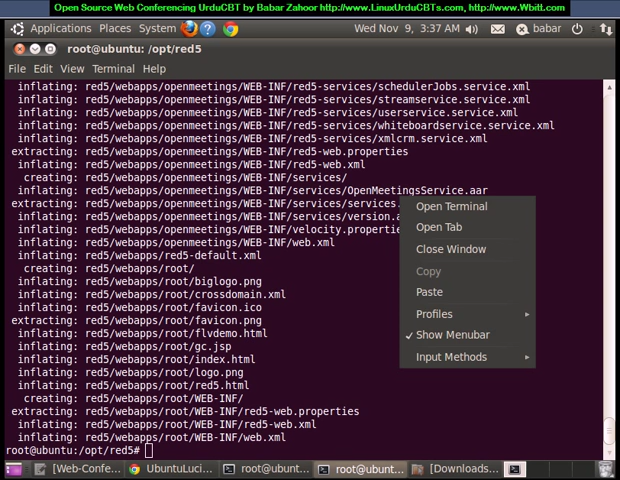 Open Source Web Conferencing UrduCBT by Babar Zahoor http://www.LinuxUrduCBTs.com, http://www.Wbitt.com
Applications Places System ? Wed Nov 9, 3:37 AM babar
root@ubuntu: /opt/red5
File Edit View Terminal Help
inflating: red5/webapps/openmeetings/WEB-INF/red5-services/schedulerJobs.service.xml
inflating: red5/webapps/openmeetings/WEB-INF/red5-services/streamservice.service.xml
inflating: red5/webapps/openmeetings/WEB-INF/red5-services/userservice.service.xml
inflating: red5/webapps/openmeetings/WEB-INF/red5-services/whiteboardservice.service.xml
inflating: red5/webapps/openmeetings/WEB-INF/red5-services/xmlcrm.service.xml
extracting: red5/webapps/openmeetings/WEB-INF/red5-web.properties
inflating: red5/webapps/openmeetings/WEB-INF/red5-web.xml
creating: red5/webapps/openmeetings/WEB-INF/services/
inflating: red5/webapps/openmeetings/WEB-INF/services/OpenMeetingsService.aar
extracting: red5/webapps/openmeetings/WEB-INF/services/services.
inflating: red5/webapps/openmeetings/WEB-INF/services/version.a
inflating: red5/webapps/openmeetings/WEB-INF/velocity.propertie
inflating: red5/webapps/openmeetings/WEB-INF/web.xml
inflating: red5/webapps/red5-default.xml
creating: red5/webapps/root/
inflating: red5/webapps/root/biglogo.png
inflating: red5/webapps/root/crossdomain.xml
inflating: red5/webapps/root/favicon.ico
extracting: red5/webapps/root/favicon.png
inflating: red5/webapps/root/flvdemo.html
inflating: red5/webapps/root/gc.jsp
inflating: red5/webapps/root/index.html
inflating: red5/webapps/root/logo.png
inflating: red5/webapps/root/red5.html
creating: red5/webapps/root/WEB-INF/
extracting: red5/webapps/root/WEB-INF/red5-web.properties
inflating: red5/webapps/root/WEB-INF/red5-web.xml
inflating: red5/webapps/root/WEB-INF/web.xml
root@ubuntu:/opt/red5#
Open Terminal
Open Tab
Close Window
Copy
Paste
Profiles
Show Menubar
Input Methods
[Web-Confe... UbuntuLuci... root@ubunt... root@ubunt... [Downloads...